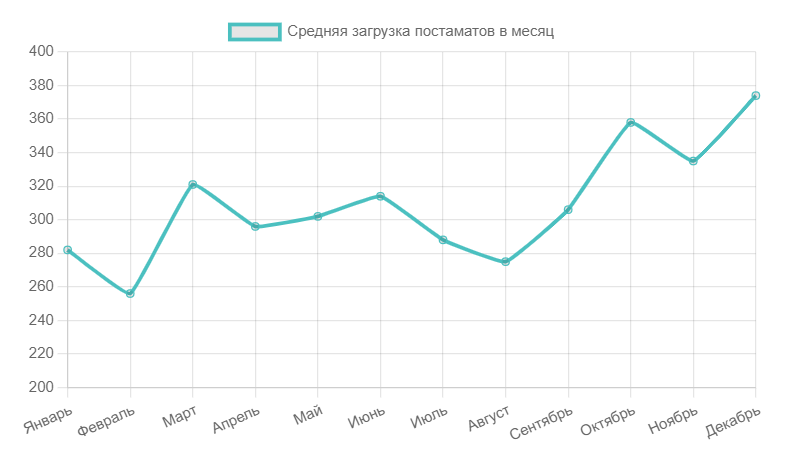 Средняя загрузка постаматов в месяц
400
380
360
340
320
300
280
260
240
220
200
Январь
Февраль
Март
Апрель
Май
Июнь
Июль
Август
Сентябрь
Октябрь
Ноябрь
Декабрь